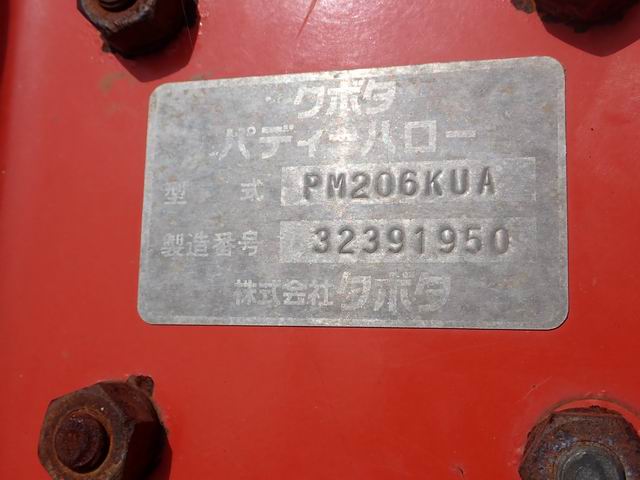 クボタ
パディーハロー
型式 PM206KUA
製造番号 32391950
株式会社クボタ